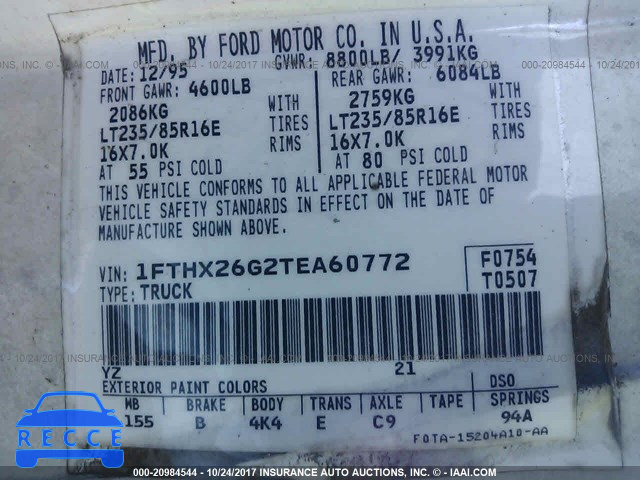 MFD. BY FORD MOTOR CO. IN U.S.A.
DATE: 12/95 GVWR: 8800LB/ 3991KG
FRONT GAWR: 4600LB REAR GAWR: 6084LB
2086KG WITH 2759KG WITH
LT235/85R16E TIRES LT235/85R16E TIRES
16X7.0K RIMS 16X7.0K RIMS
AT 55 PSI COLD AT 80 PSI COLD
THIS VEHICLE CONFORMS TO ALL APPLICABLE FEDERAL MOTOR
VEHICLE SAFETY STANDARDS IN EFFECT ON THE DATE OF
MANUFACTURE SHOWN ABOVE.
VIN: 1FTHX26G2TEA60772 F0754
TYPE: TRUCK T0507
YZ 21
EXTERIOR PAINT COLORS DSO
WB BRAKE BODY TRANS AXLE TAPE SPRINGS
155 B 4K4 E C9 94A
F0TA-15204A10-AA
000-20984544 - 10/24/2017 INSURANCE AUTO AUCTIONS - © IAAI.COM